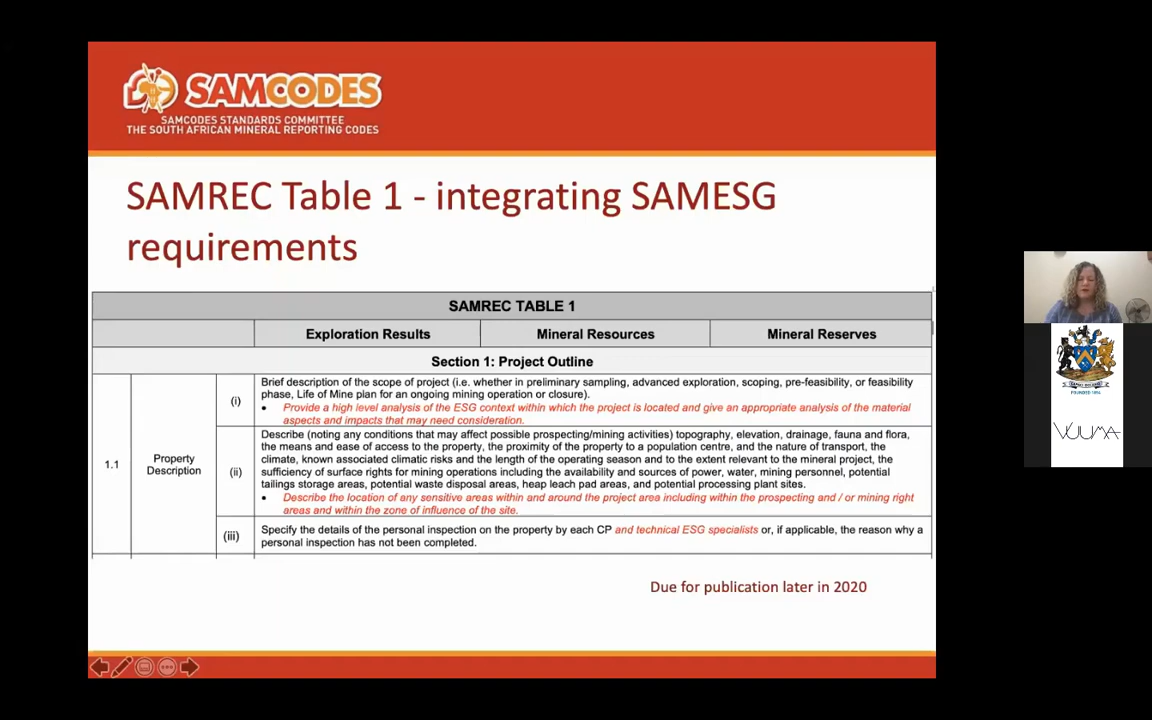 SAMCODES
SAMCODES STANDARDS COMMITTEE
THE SOUTH AFRICAN MINERAL REPORTING CODES
SAMREC Table 1 - integrating SAMESG
requirements
SAMREC TABLE 1
Exploration Results Mineral Resources Mineral Reserves
Section 1: Project Outline
1.1 Property Description
(i) Brief description of the scope of project (i.e. whether in preliminary sampling, advanced exploration, scoping, pre-feasibility, or feasibility
phase, Life of Mine plan for an ongoing mining operation or closure).
• Provide a high level analysis of the ESG context within which the project is located and give an appropriate analysis of the material
aspects and impacts that may need consideration.
(ii) Describe (noting any conditions that may affect possible prospecting/mining activities) topography, elevation, drainage, fauna and flora,
the means and ease of access to the property, the proximity of the property to a population centre, and the nature of transport, the
climate, known associated climatic risks and the length of the operating season and to the extent relevant to the mineral project, the
sufficiency of surface rights for mining operations including the availability and sources of power, water, mining personnel, potential
tailings storage areas, potential waste disposal areas, heap leach pad areas, and potential processing plant sites.
• Describe the location of any sensitive areas within and around the project area including within the prospecting and / or mining right
areas and within the zone of influence of the site.
(iii) Specify the details of the personal inspection on the property by each CP and technical ESG specialists or, if applicable, the reason why a
personal inspection has not been completed.
Due for publication later in 2020
FOUNDED 1894
VUUMA